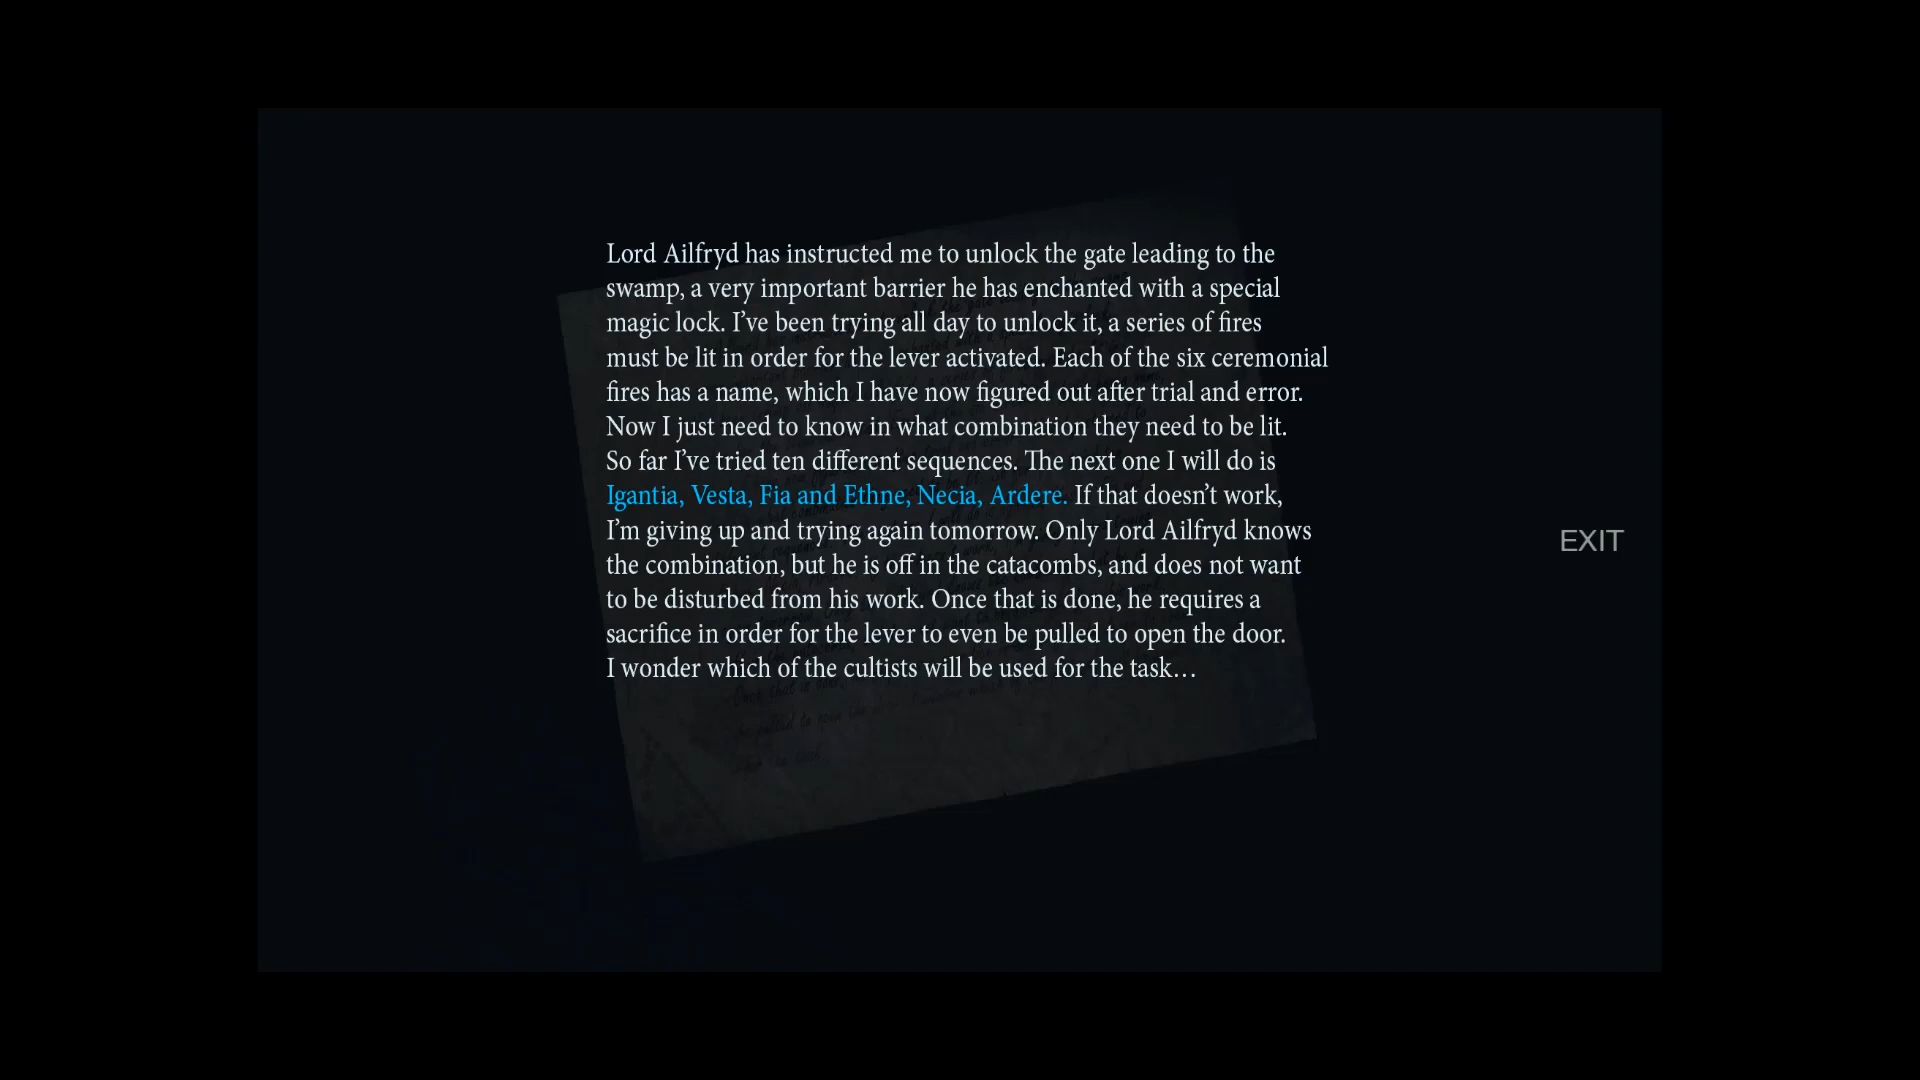 Lord Ailfryd has instructed me to unlock the gate leading to the
swamp, a very important barrier he has enchanted with a special
magic lock. I’ve been trying all day to unlock it, a series of fires
must be lit in order for the lever activated. Each of the six ceremonial
fires has a name, which I have now figured out after trial and error.
Now I just need to know in what combination they need to be lit.
So far I’ve tried ten different sequences. The next one I will do is
Igantia, Vesta, Fia and Ethne, Necia, Ardere. If that doesn’t work,
I’m giving up and trying again tomorrow. Only Lord Ailfryd knows
the combination, but he is off in the catacombs, and does not want
to be disturbed from his work. Once that is done, he requires a
sacrifice in order for the lever to even be pulled to open the door.
I wonder which of the cultists will be used for the task…
EXIT